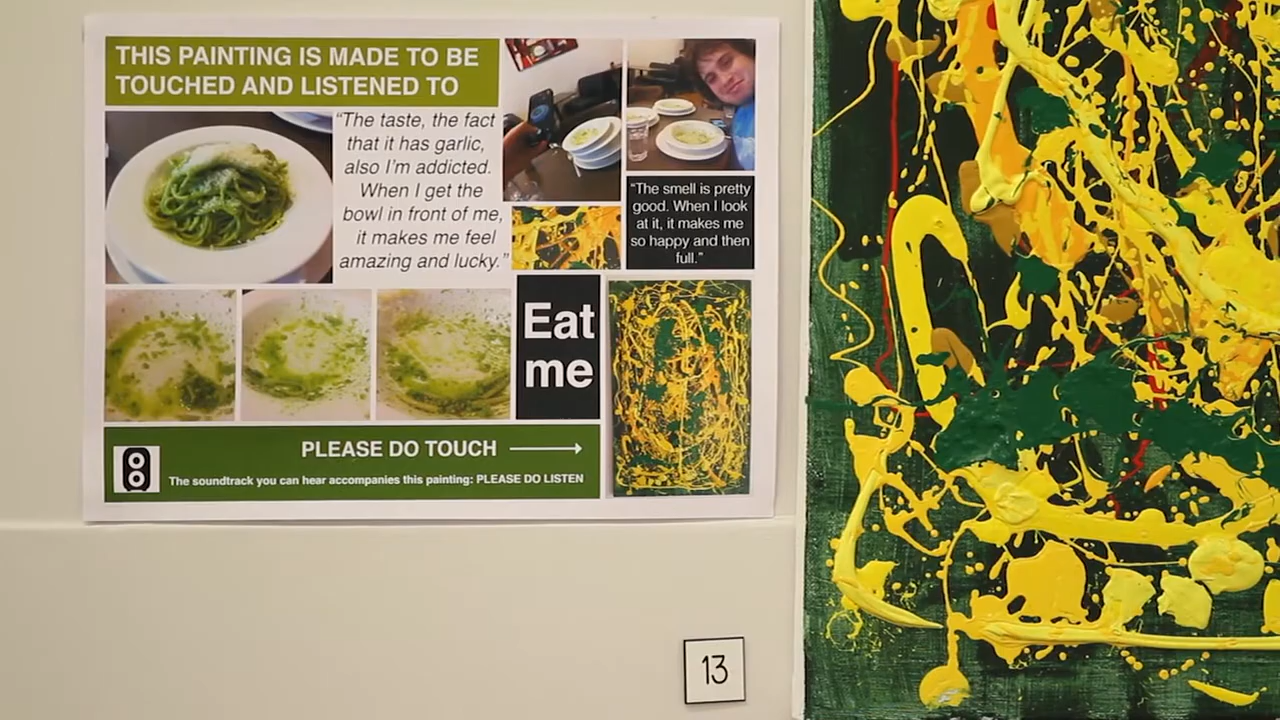 THIS PAINTING IS MADE TO BE
TOUCHED AND LISTENED TO
“The taste, the fact
that it has garlic,
also I’m addicted.
When I get the
bowl in front of me,
it makes me feel
amazing and lucky.”
“The smell is pretty
good. When I look
at it, it makes me
so happy and then
full.”
Eat
me
PLEASE DO TOUCH
The soundtrack you can hear accompanies this painting: PLEASE DO LISTEN
13